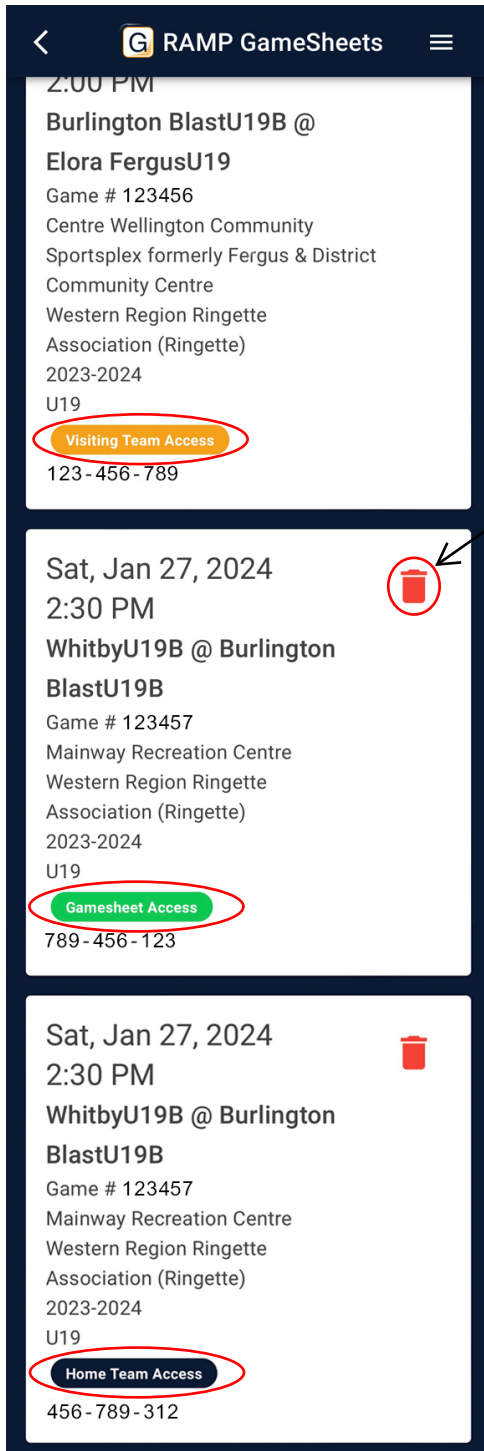 G RAMP GameSheets
2:00 PM
Burlington BlastU19B @
Elora FergusU19
Game # 123456
Centre Wellington Community
Sportsplex formerly Fergus & District
Community Centre
Western Region Ringette
Association (Ringette)
2023-2024
U19
Visiting Team Access
123-456-789
Sat, Jan 27, 2024
2:30 PM
WhitbyU19B @ Burlington
BlastU19B
Game # 123457
Mainway Recreation Centre
Western Region Ringette
Association (Ringette)
2023-2024
U19
Gamesheet Access
789-456-123
Sat, Jan 27, 2024
2:30 PM
WhitbyU19B @ Burlington
BlastU19B
Game # 123457
Mainway Recreation Centre
Western Region Ringette
Association (Ringette)
2023-2024
U19
Home Team Access
456-789-312